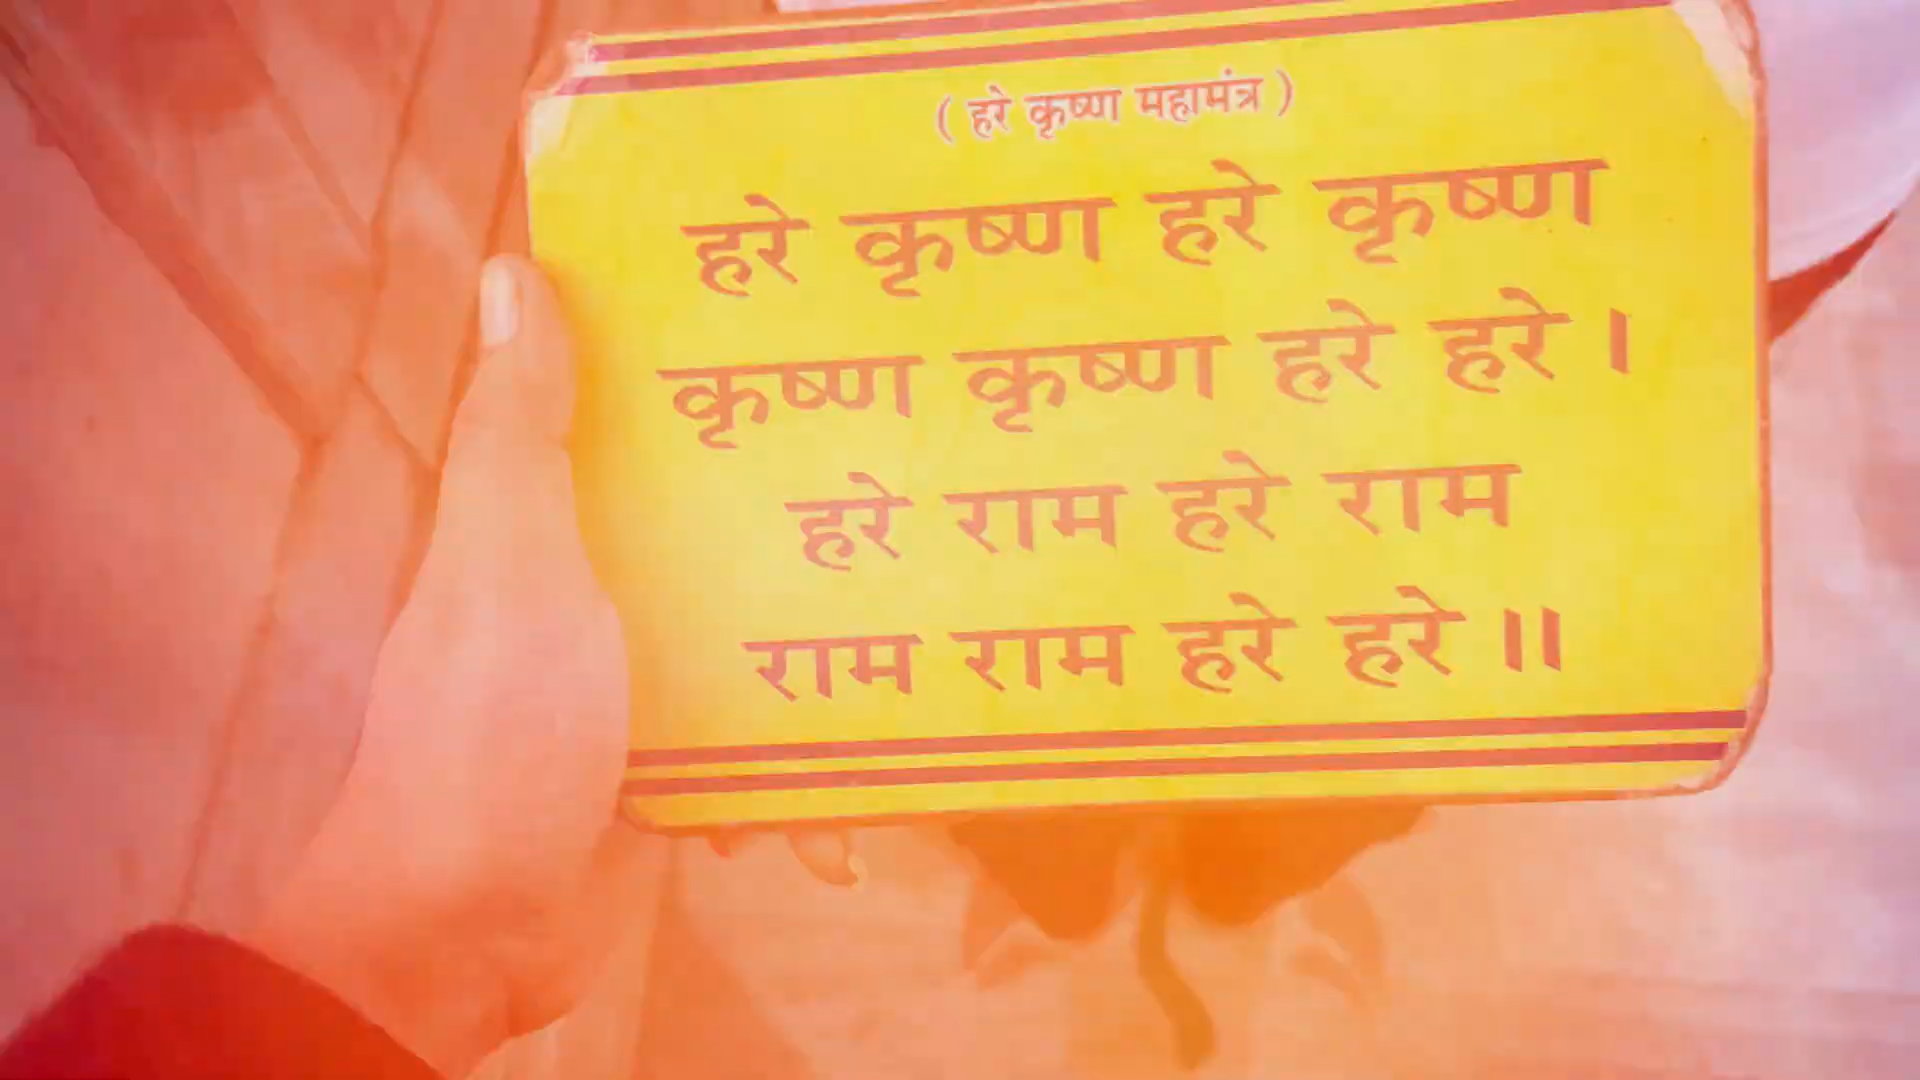 ( हरे कृष्ण महामंत्र )
हरे कृष्ण हरे कृष्ण
कृष्ण कृष्ण हरे हरे ।
हरे राम हरे राम
राम राम हरे हरे ॥